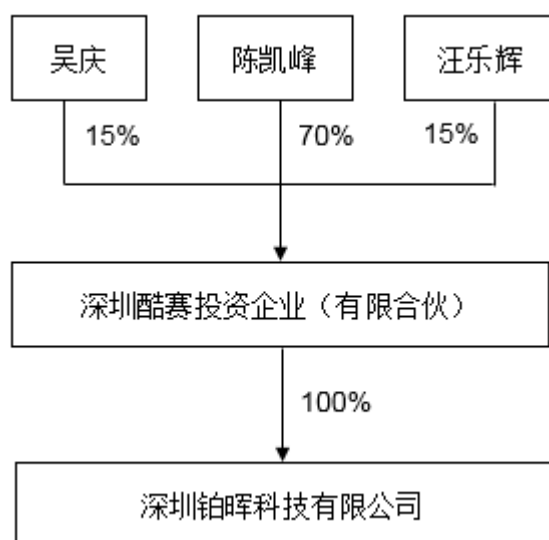 吴庆
陈凯峰
汪乐辉
15%
70%
15%
深圳酷赛投资企业（有限合伙）
100%
深圳铂晖科技有限公司